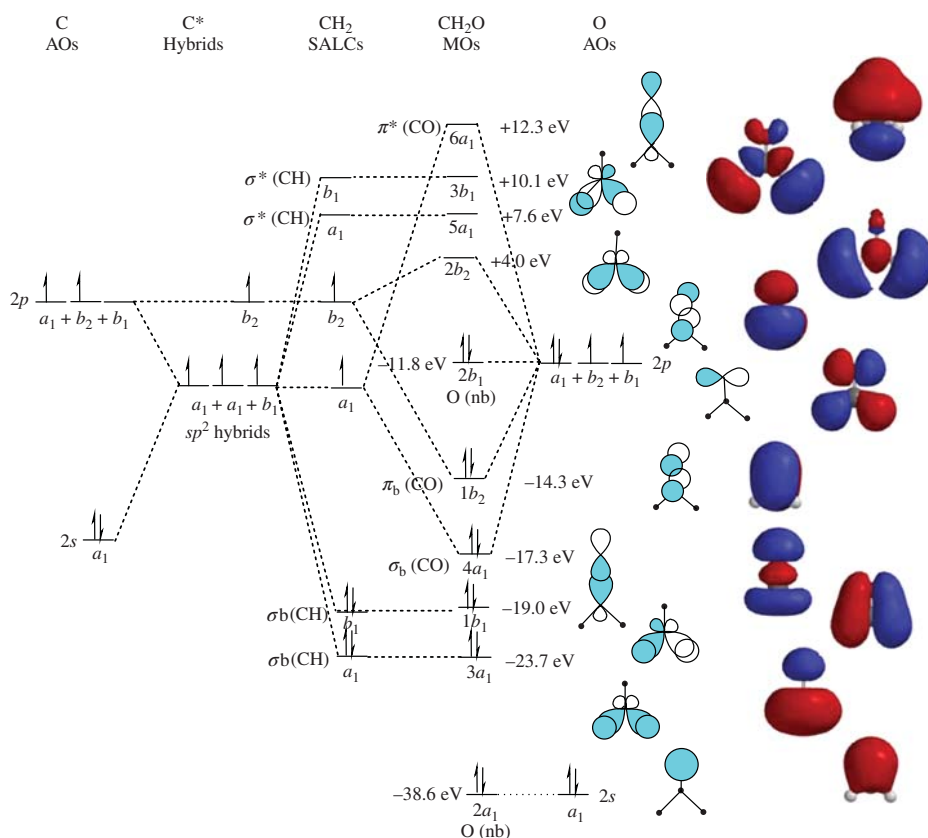 C C* CH₂ CH₂O O
AOs Hybrids SALCs MOs AOs
π* (CO) 6a₁ +12.3 eV
σ* (CH) b₁ 3b₁ +10.1 eV
σ* (CH) a₁ 5a₁ +7.6 eV
2b₂ +4.0 eV
2p a₁ + b₂ + b₁ b₂ b₂
−11.8 eV 2b₁ a₁ + b₂ + b₁ 2p
O (nb)
a₁ + a₁ + b₁ a₁
sp² hybrids
π_b (CO) 1b₂ −14.3 eV
2s a₁
σ_b (CO) 4a₁ −17.3 eV
σb(CH) b₁ 1b₁ −19.0 eV
σb(CH) a₁ 3a₁ −23.7 eV
−38.6 eV 2a₁ a₁ 2s
O (nb)